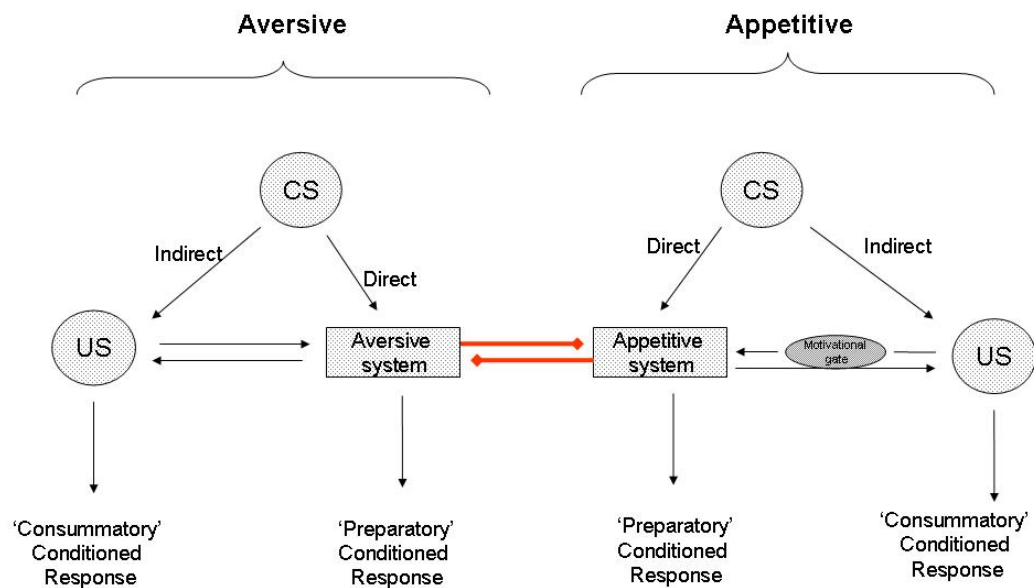 Aversive
Appetitive
CS
CS
Indirect
Direct
Direct
Indirect
US
Aversive
system
Appetitive
system
Motivational
gate
US
‘Consummatory’
Conditioned
Response
‘Preparatory’
Conditioned
Response
‘Preparatory’
Conditioned
Response
‘Consummatory’
Conditioned
Response